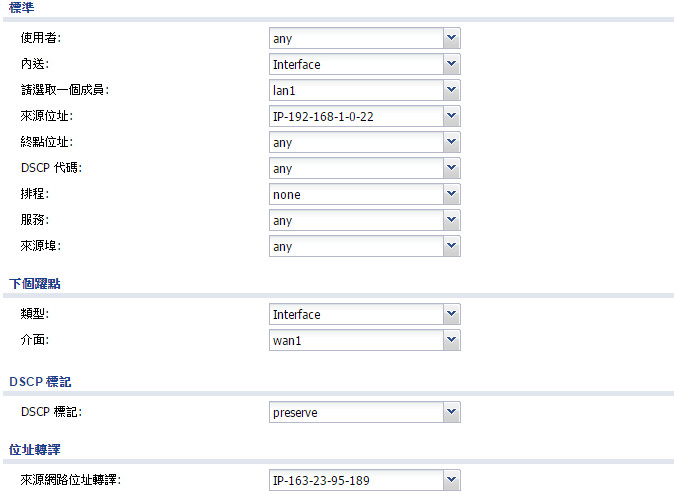 標準
使用者: any
內送: Interface
請選取一個成員: lan1
來源位址: IP-192-168-1-0-22
終點位址: any
DSCP 代碼: any
排程: none
服務: any
來源埠: any
下個躍點
類型: Interface
介面: wan1
DSCP 標記
DSCP 標記: preserve
位址轉譯
來源網路位址轉譯: IP-163-23-95-189